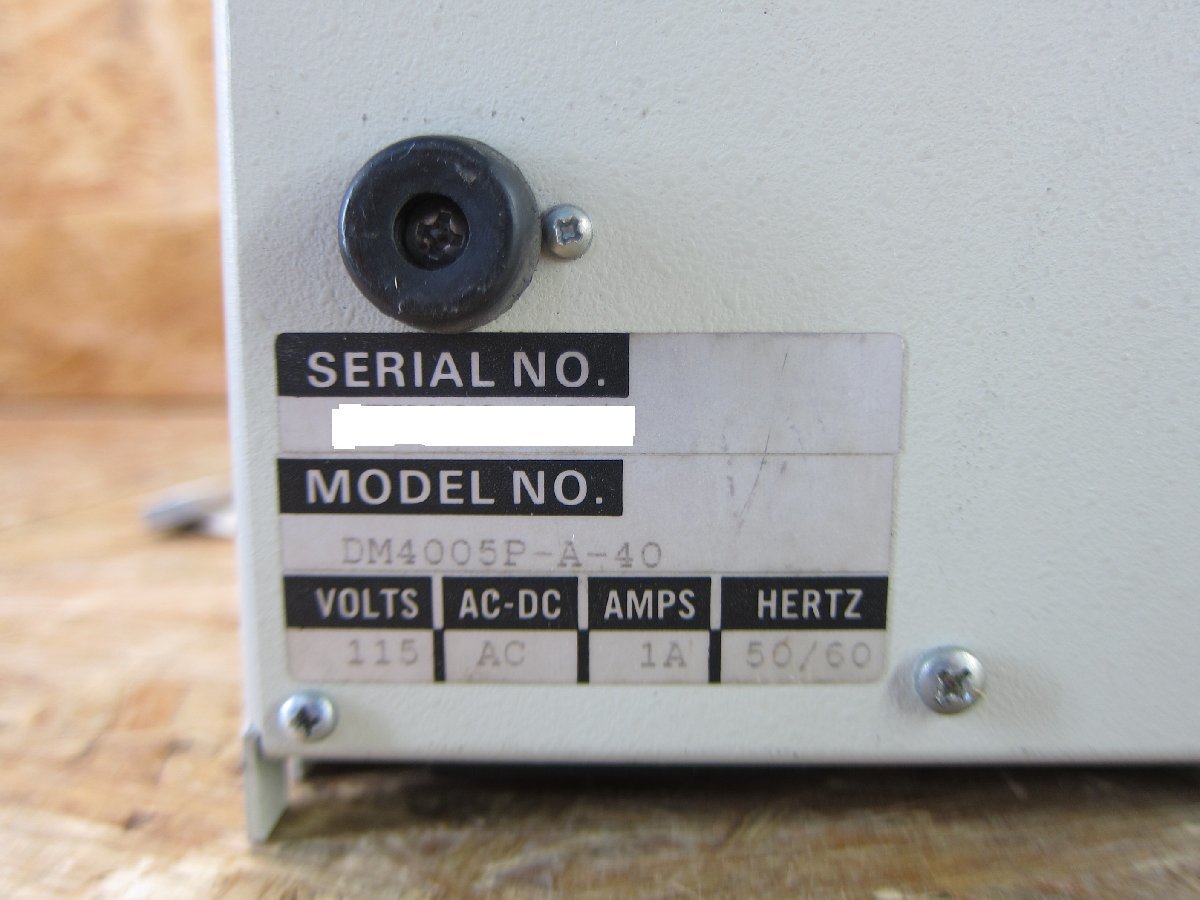 SERIAL NO.
MODEL NO.
DM4005P-A-40
VOLTS AC-DC AMPS HERTZ
115 AC 1A 50/60